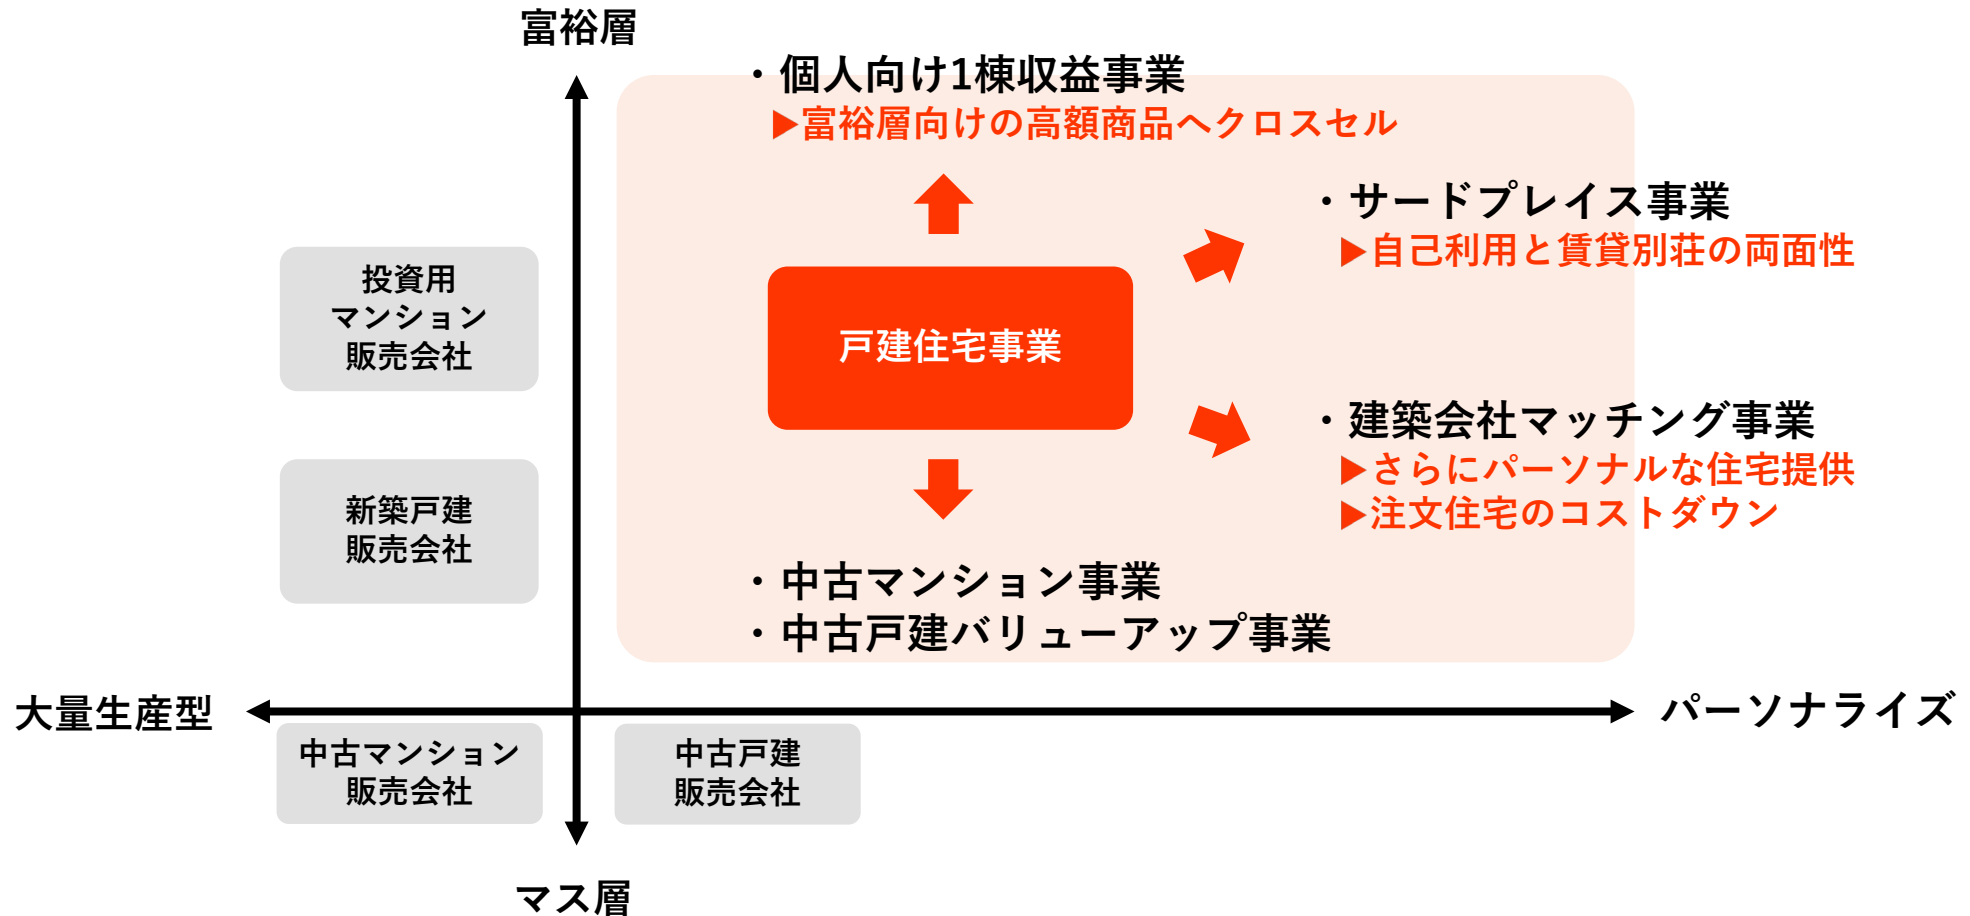 富裕層
・個人向け1棟収益事業
▶富裕層向けの高額商品へクロスセル
・サードプレイス事業
▶自己利用と賃貸別荘の両面性
投資用
マンション
販売会社
戸建住宅事業
・建築会社マッチング事業
▶さらにパーソナルな住宅提供
▶注文住宅のコストダウン
新築戸建
販売会社
・中古マンション事業
・中古戸建バリューアップ事業
大量生産型
パーソナライズ
中古マンション
販売会社
中古戸建
販売会社
マス層